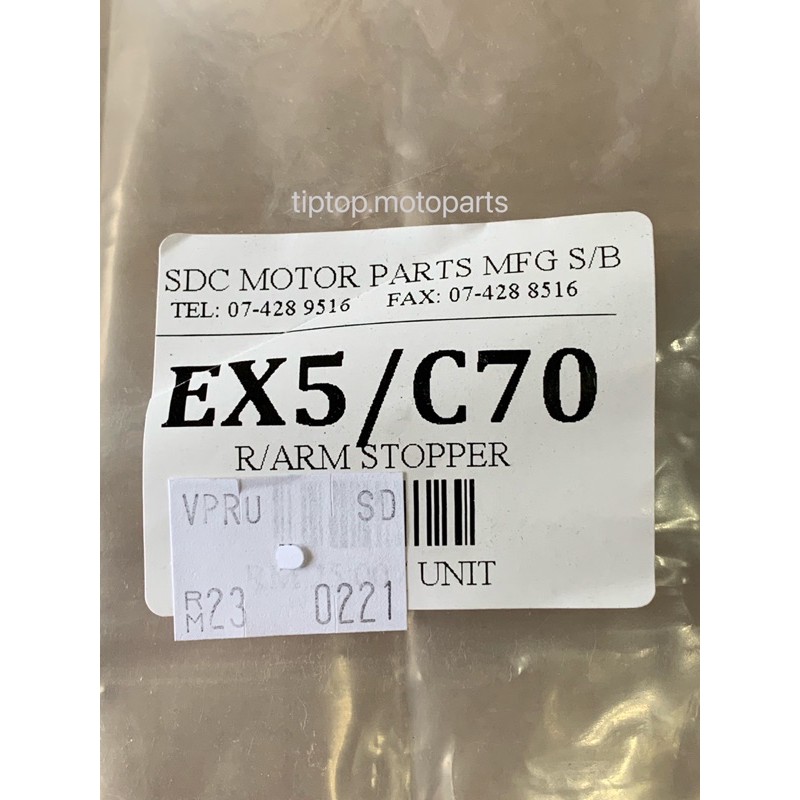 tiptop.motoparts
SDC MOTOR PARTS MFG S/B
TEL: 07-428 9516 FAX: 07-428 8516
EX5/C70
R/ARM STOPPER
VPRU SD
UNIT
RM23 0221